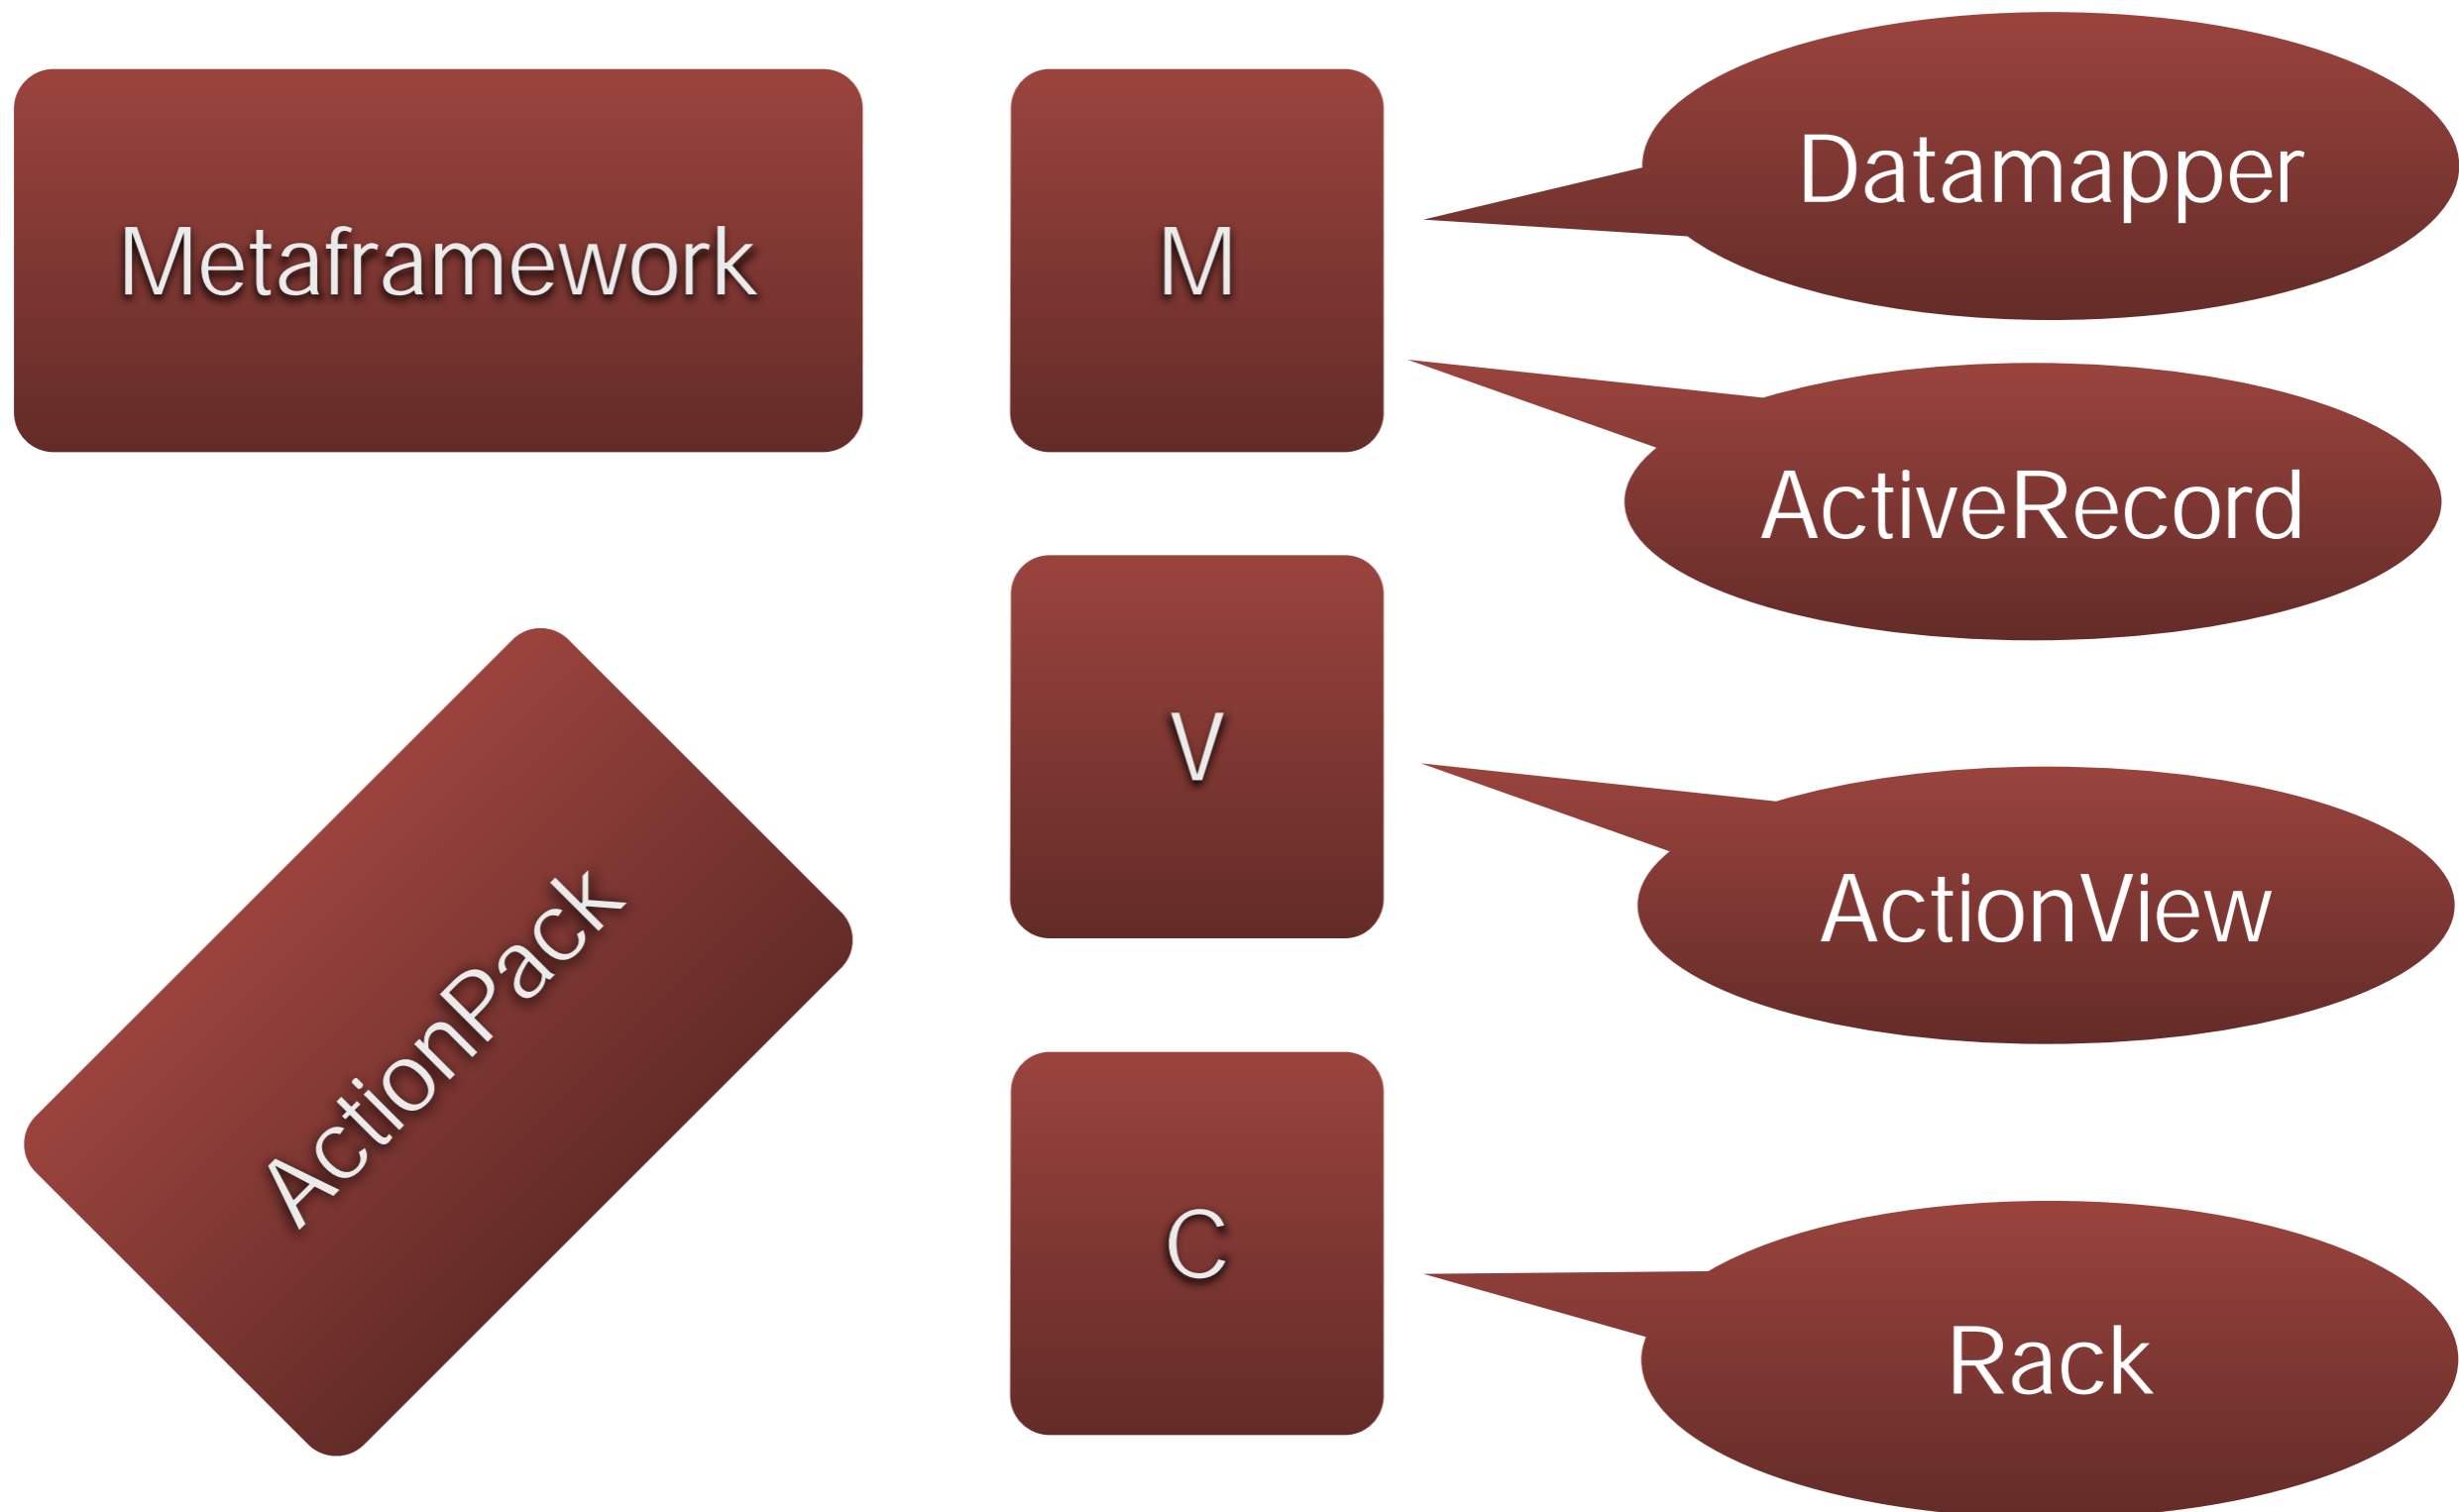 Metaframework
M
Datamapper
ActiveRecord
V
ActionView
ActionPack
C
Rack